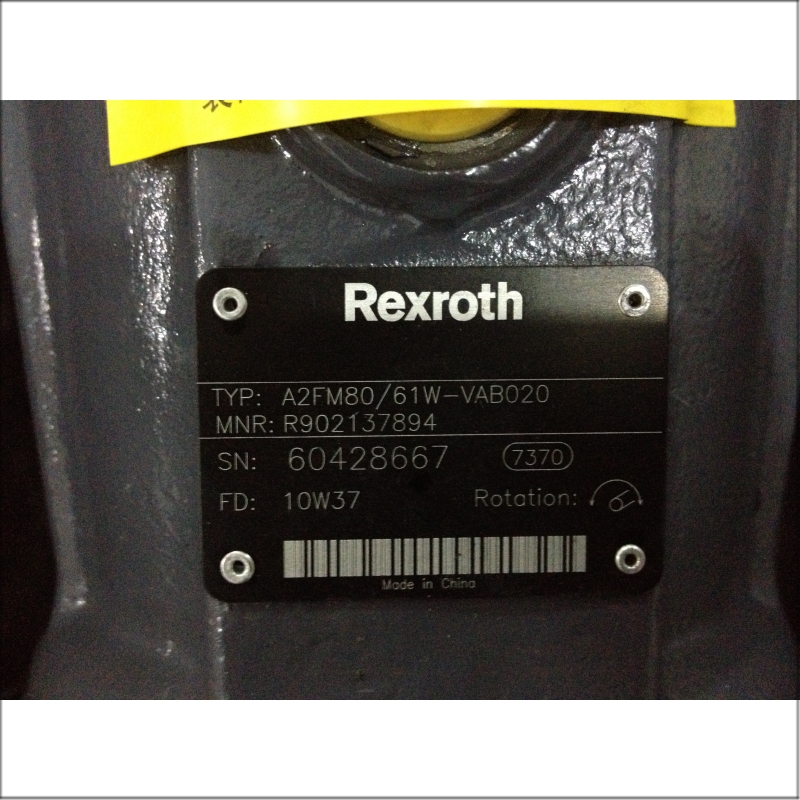 Rexroth
TYP: A2FM80/61W-VAB020
MNR: R902137894
SN: 60428667 7370
FD: 10W37 Rotation:
Made in China